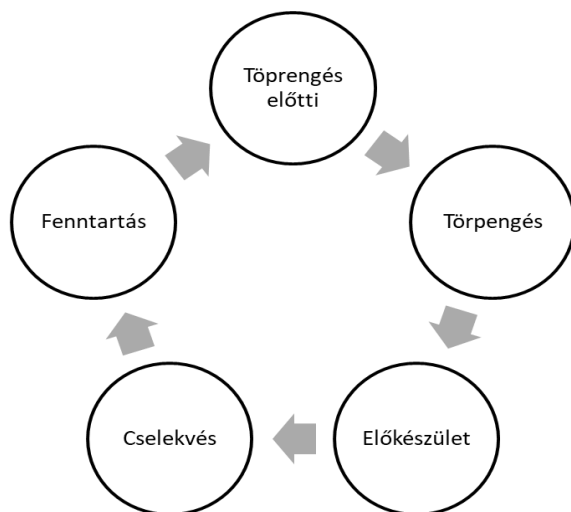 Töprengés
előtti
Törpengés
Előkészület
Cselekvés
Fenntartás